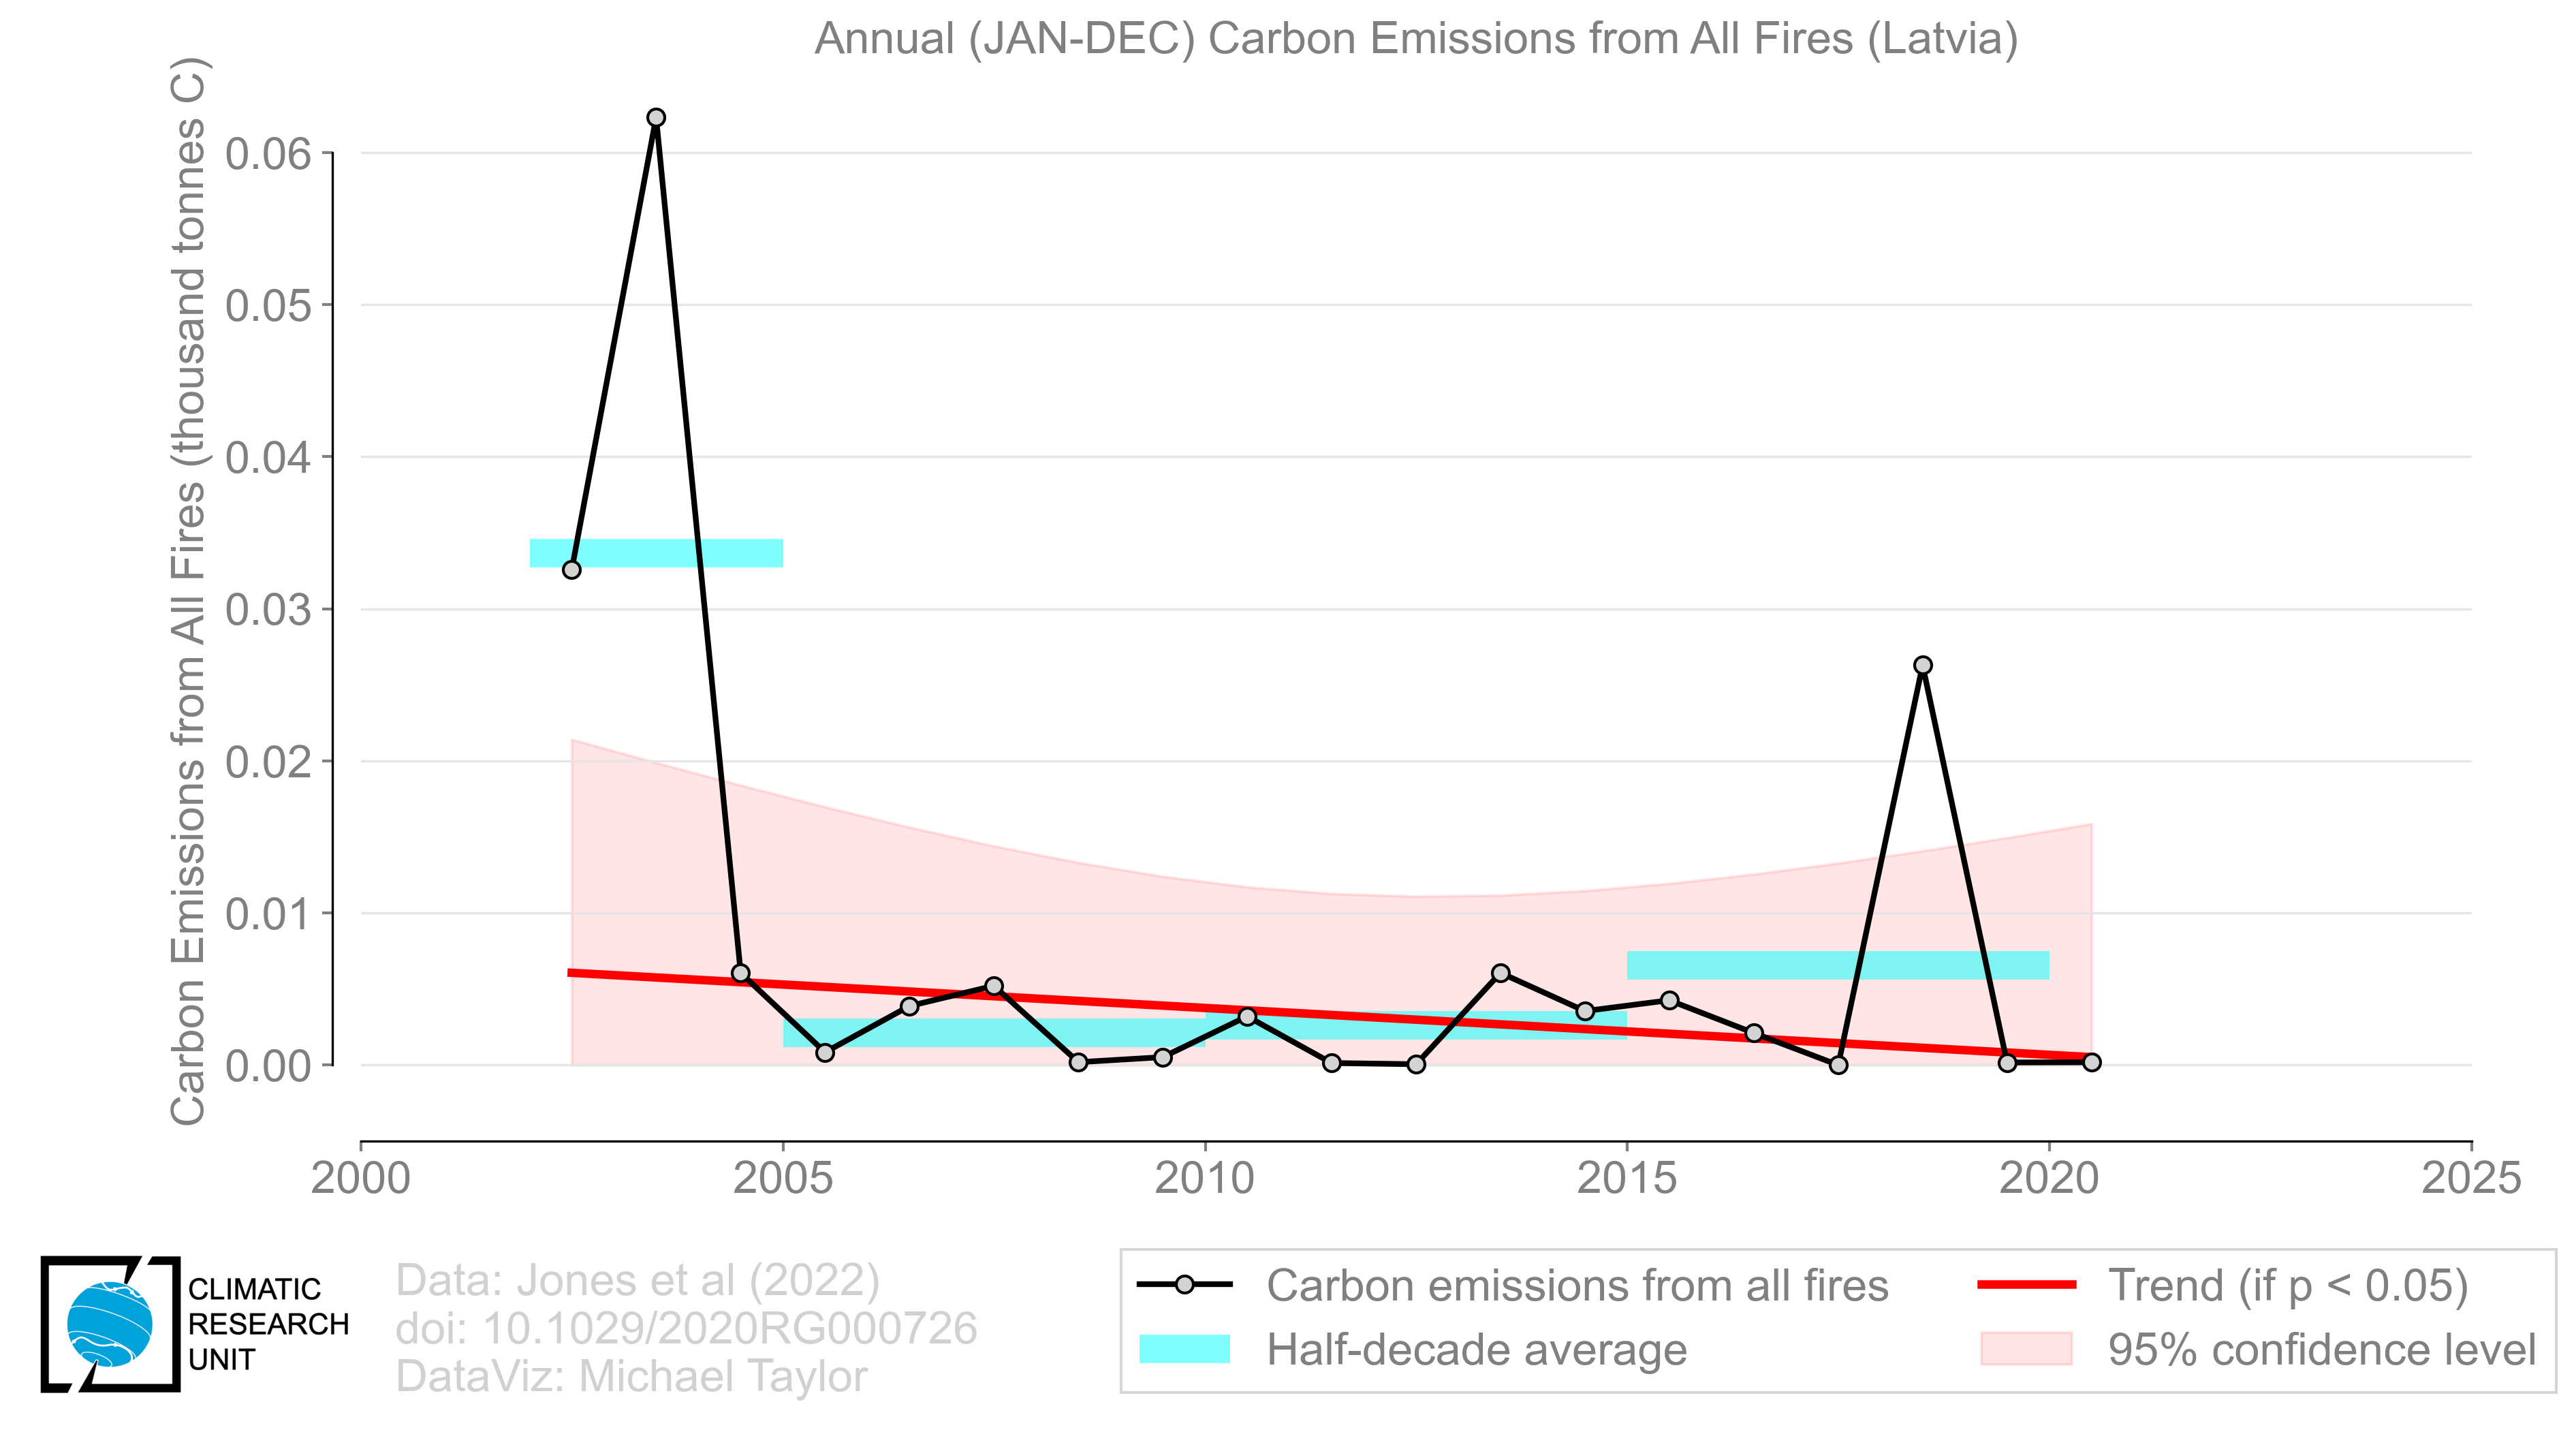 Annual (JAN-DEC) Carbon Emissions from All Fires (Latvia)
Carbon Emissions from All Fires (thousand tonnes C)
0.06
0.05
0.04
0.03
0.02
0.01
0.00
2000 2005 2010 2015 2020 2025
CLIMATIC
RESEARCH
UNIT
Data: Jones et al (2022)
doi: 10.1029/2020RG000726
DataViz: Michael Taylor
Carbon emissions from all fires
Half-decade average
Trend (if p < 0.05)
95% confidence level